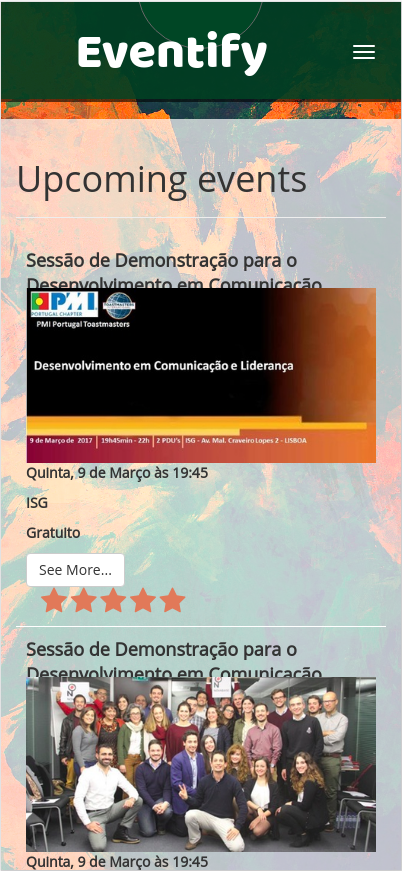 Eventify
Upcoming events
Sessão de Demonstração para o
Desenvolvimento em Comunicação
PMI
PORTUGAL CHAPTER
TOASTMASTERS
PMI Portugal Toastmasters
Desenvolvimento em Comunicação e Liderança
9 de Março de 2017 | 19h45min - 22h | 2 PDU's | ISG - Av. Mal. Craveiro Lopes 2 - LISBOA
Quinta, 9 de Março às 19:45
ISG
Gratuito
See More...
Sessão de Demonstração para o
Desenvolvimento em Comunicação
Quinta, 9 de Março às 19:45